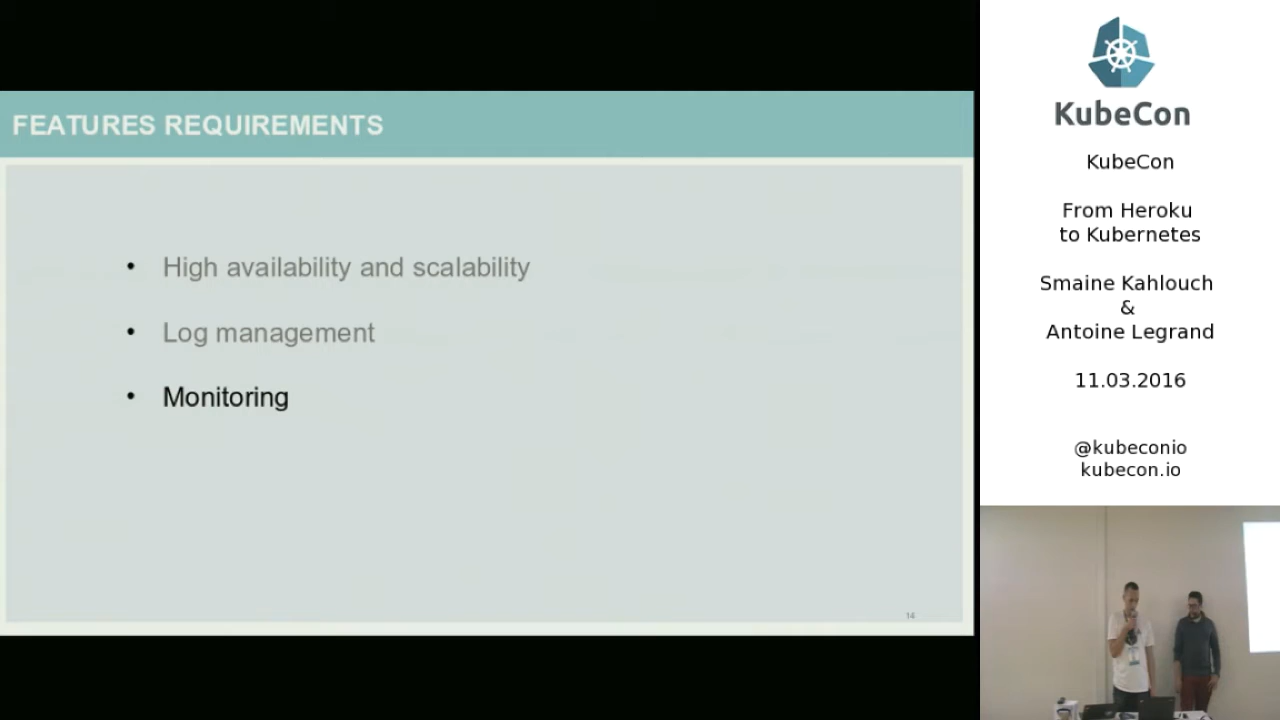 FEATURES REQUIREMENTS
• High availability and scalability
• Log management
• Monitoring
14
KubeCon
KubeCon
From Heroku
to Kubernetes
Smaine Kahlouch
&
Antoine Legrand
11.03.2016
@kubeconio
kubecon.io